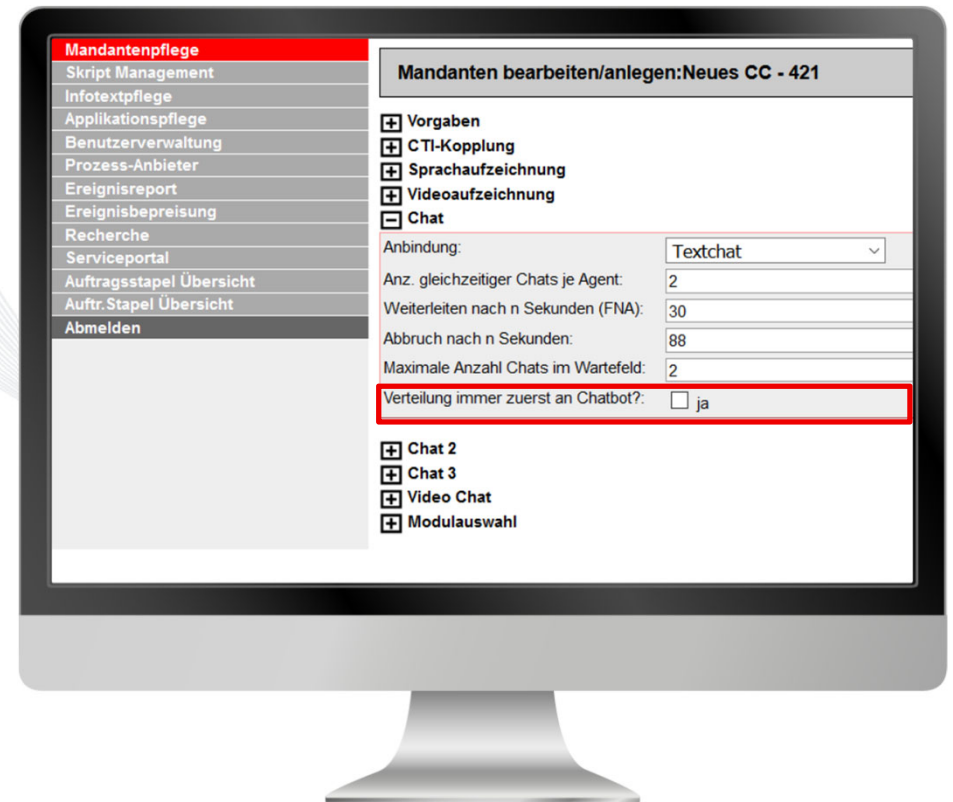 Mandantenpflege
Skript Management
Infotextpflege
Applikationspflege
Benutzerverwaltung
Prozess-Anbieter
Ereignisreport
Ereignisbepreisung
Recherche
Serviceportal
Auftragsstapel Übersicht
Auftr.Stapel Übersicht
Abmelden
Mandanten bearbeiten/anlegen:Neues CC - 421
Vorgaben
CTI-Kopplung
Sprachaufzeichnung
Videoaufzeichnung
Chat
Anbindung: Textchat
Anz. gleichzeitiger Chats je Agent: 2
Weiterleiten nach n Sekunden (FNA): 30
Abbruch nach n Sekunden: 88
Maximale Anzahl Chats im Wartefeld: 2
Verteilung immer zuerst an Chatbot?: ja
Chat 2
Chat 3
Video Chat
Modulauswahl